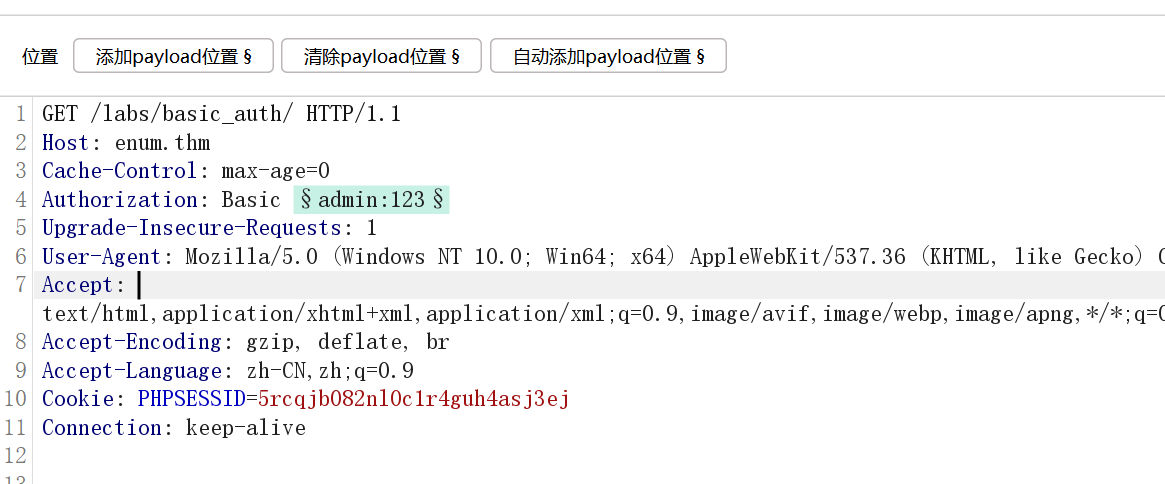 位置 添加payload位置§ 清除payload位置§ 自动添加payload位置§
1 GET /labs/basic_auth/ HTTP/1.1
2 Host: enum.thm
3 Cache-Control: max-age=0
4 Authorization: Basic §admin:123§
5 Upgrade-Insecure-Requests: 1
6 User-Agent: Mozilla/5.0 (Windows NT 10.0; Win64; x64) AppleWebKit/537.36 (KHTML, like Gecko)
7 Accept:
text/html,application/xhtml+xml,application/xml;q=0.9,image/avif,image/webp,image/apng,*/*;q=0
8 Accept-Encoding: gzip, deflate, br
9 Accept-Language: zh-CN,zh;q=0.9
10 Cookie: PHPSESSID=5rcqjb082nl0c1r4guh4asj3ej
11 Connection: keep-alive
12
13